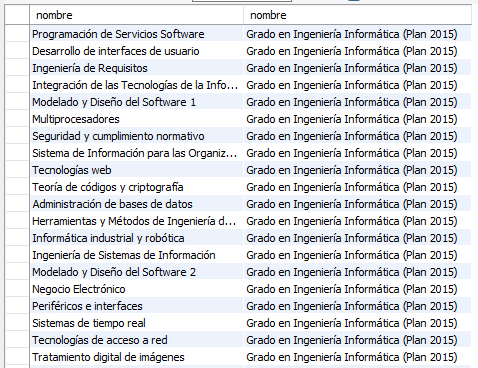 nombre nombre
Programación de Servicios Software Grado en Ingeniería Informática (Plan 2015)
Desarrollo de interfaces de usuario Grado en Ingeniería Informática (Plan 2015)
Ingeniería de Requisitos Grado en Ingeniería Informática (Plan 2015)
Integración de las Tecnologías de la Info... Grado en Ingeniería Informática (Plan 2015)
Modelado y Diseño del Software 1 Grado en Ingeniería Informática (Plan 2015)
Multiprocesadores Grado en Ingeniería Informática (Plan 2015)
Seguridad y cumplimiento normativo Grado en Ingeniería Informática (Plan 2015)
Sistema de Información para las Organiz... Grado en Ingeniería Informática (Plan 2015)
Tecnologías web Grado en Ingeniería Informática (Plan 2015)
Teoría de códigos y criptografía Grado en Ingeniería Informática (Plan 2015)
Administración de bases de datos Grado en Ingeniería Informática (Plan 2015)
Herramientas y Métodos de Ingeniería d... Grado en Ingeniería Informática (Plan 2015)
Informática industrial y robótica Grado en Ingeniería Informática (Plan 2015)
Ingeniería de Sistemas de Información Grado en Ingeniería Informática (Plan 2015)
Modelado y Diseño del Software 2 Grado en Ingeniería Informática (Plan 2015)
Negocio Electrónico Grado en Ingeniería Informática (Plan 2015)
Periféricos e interfaces Grado en Ingeniería Informática (Plan 2015)
Sistemas de tiempo real Grado en Ingeniería Informática (Plan 2015)
Tecnologías de acceso a red Grado en Ingeniería Informática (Plan 2015)
Tratamiento digital de imágenes Grado en Ingeniería Informática (Plan 2015)